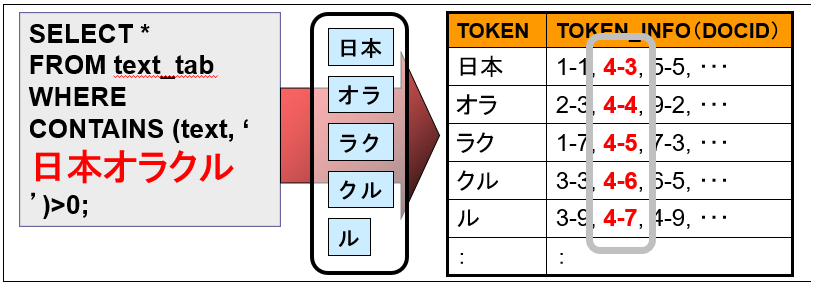 SELECT *
FROM text_tab
WHERE
CONTAINS (text, ‘
日本オラクル
’)>0;
日本
オラ
ラク
クル
ル
TOKEN TOKEN_INFO(DOCID)
日本 1-1, 4-3, 5-5, ・・・
オラ 2-3, 4-4, 9-2, ・・・
ラク 1-7, 4-5, 7-3, ・・・
クル 3-3, 4-6, 6-5, ・・・
ル 3-9, 4-7, 4-9, ・・・
: :